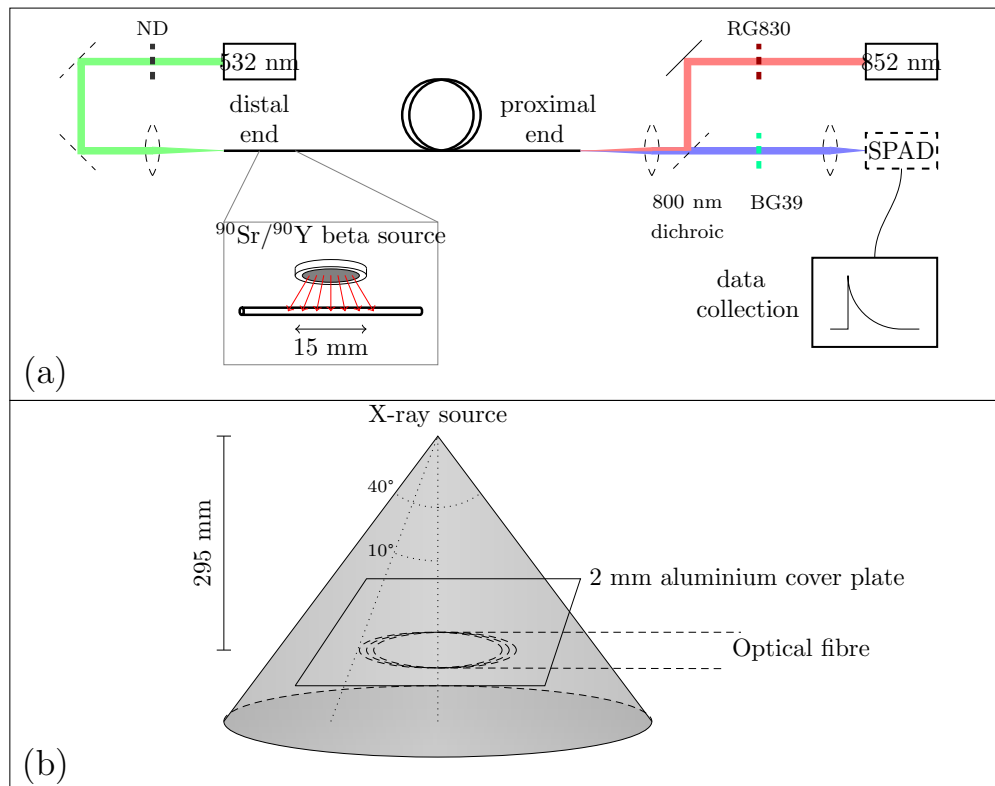 ND
532 nm
distal
end
proximal
end
RG830
852 nm
SPAD
800 nm
dichroic
BG39
⁹⁰Sr/⁹⁰Y beta source
15 mm
data
collection
(a)
X-ray source
40°
10°
295 mm
2 mm aluminium cover plate
Optical fibre
(b)